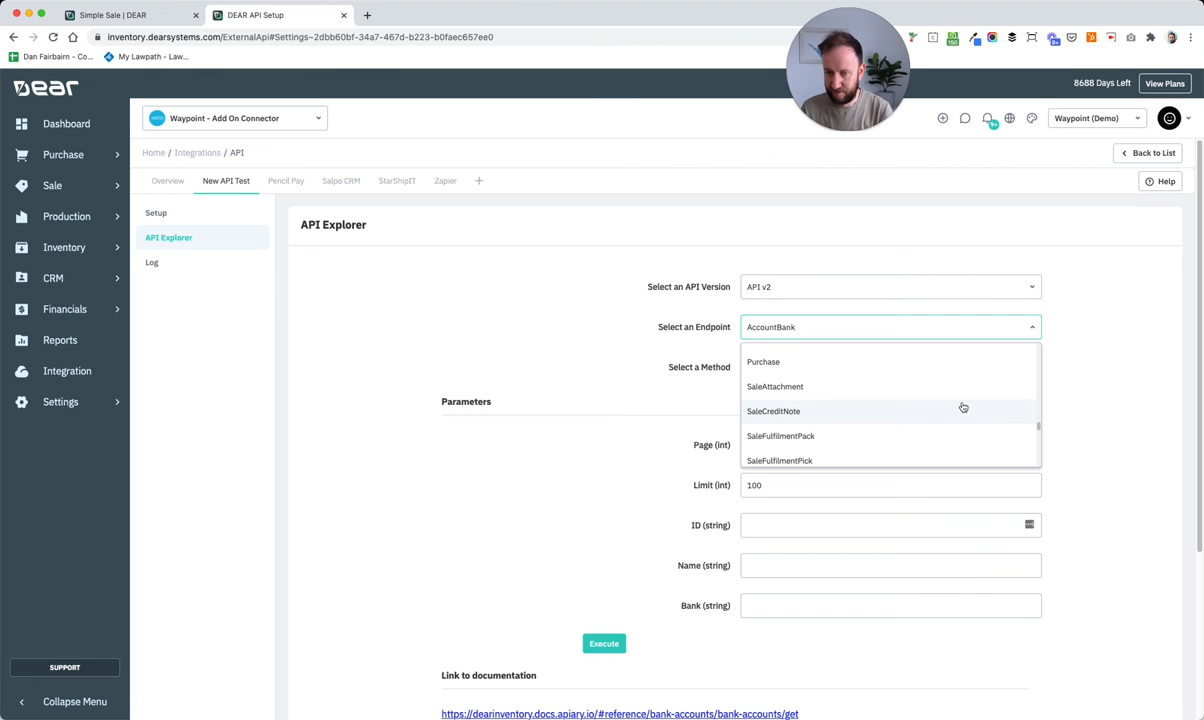 Simple Sale | DEAR
DEAR API Setup
inventory.dearsystems.com/ExternalApi#Settings~2dbb60bf-34a7-467d-b223-b0faec657ee0
Dan Fairbairn - Co...
My Lawpath - Law...
Dear
8688 Days Left
View Plans
Waypoint - Add On Connector
Waypoint (Demo)
Dashboard
Purchase
Sale
Production
Inventory
CRM
Financials
Reports
Integration
Settings
SUPPORT
Collapse Menu
Home / Integrations / API
Back to List
Overview
New API Test
Pencil Pay
Salpo CRM
StarShipIT
Zapier
Help
Setup
API Explorer
Log
API Explorer
Select an API Version
API v2
Select an Endpoint
AccountBank
Purchase
SaleAttachment
SaleCreditNote
SaleFulfilmentPack
SaleFulfilmentPick
Select a Method
Parameters
Page (int)
Limit (int)
100
ID (string)
Name (string)
Bank (string)
Execute
Link to documentation
https://dearinventory.docs.apiary.io/#reference/bank-accounts/bank-accounts/get